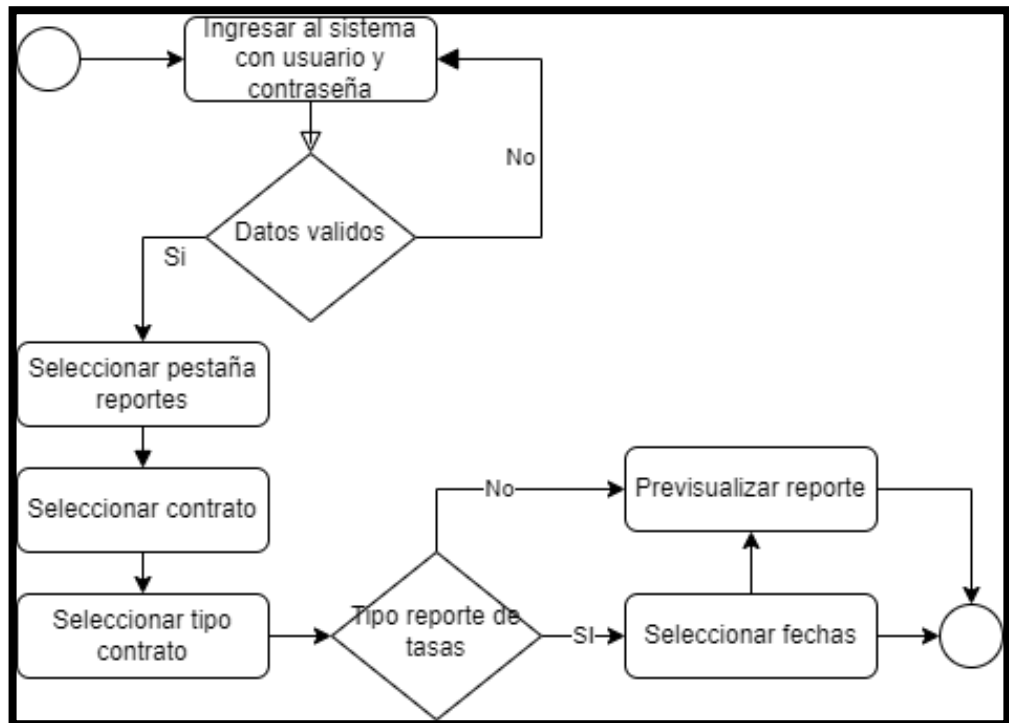 Ingresar al sistema
con usuario y
contraseña
No
Datos validos
Si
Seleccionar pestaña
reportes
Seleccionar contrato
Seleccionar tipo
contrato
Tipo reporte de
tasas
No
Previsualizar reporte
SI
Seleccionar fechas